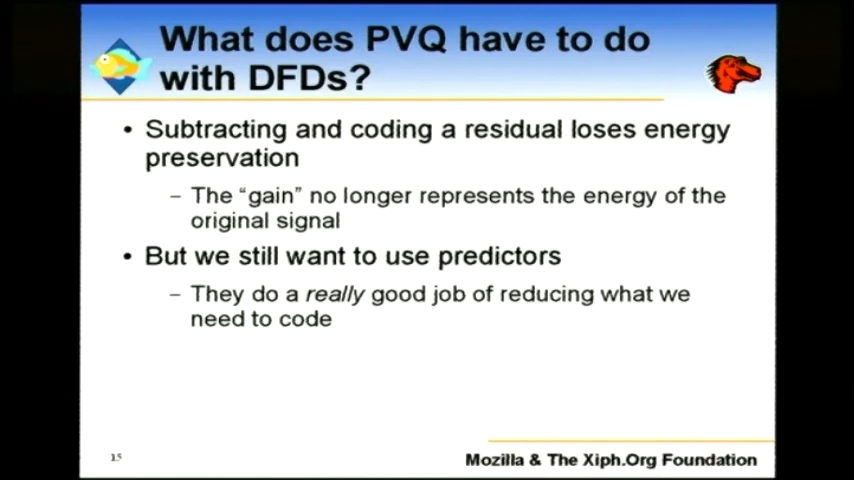 What does PVQ have to do
with DFDs?
• Subtracting and coding a residual loses energy
preservation
– The “gain” no longer represents the energy of the
original signal
• But we still want to use predictors
– They do a really good job of reducing what we
need to code
15
Mozilla & The Xiph.Org Foundation